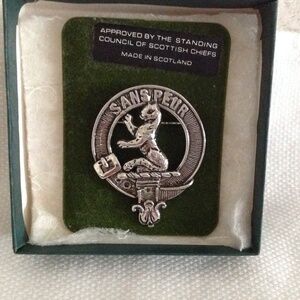 APPROVED BY THE STANDING
COUNCIL OF SCOTTISH CHIEFS
MADE IN SCOTLAND
SANS PEUR